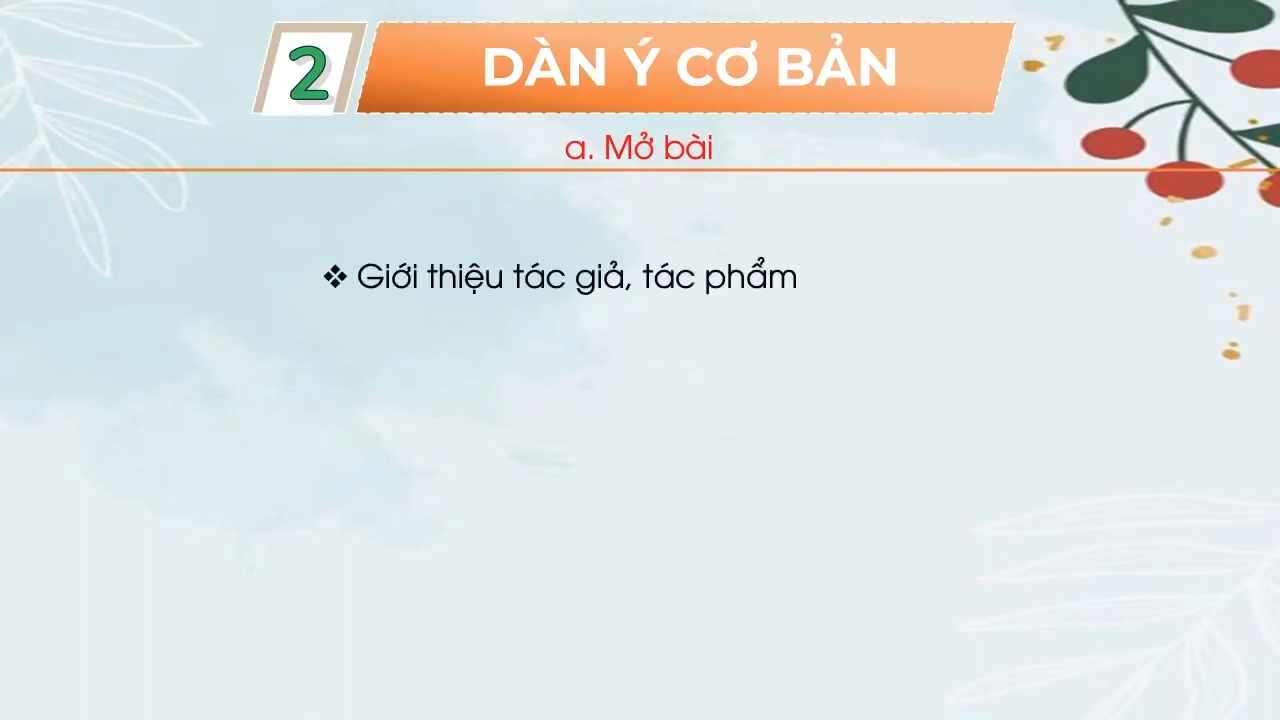 2
DÀN Ý CƠ BẢN
a. Mở bài
❖ Giới thiệu tác giả, tác phẩm